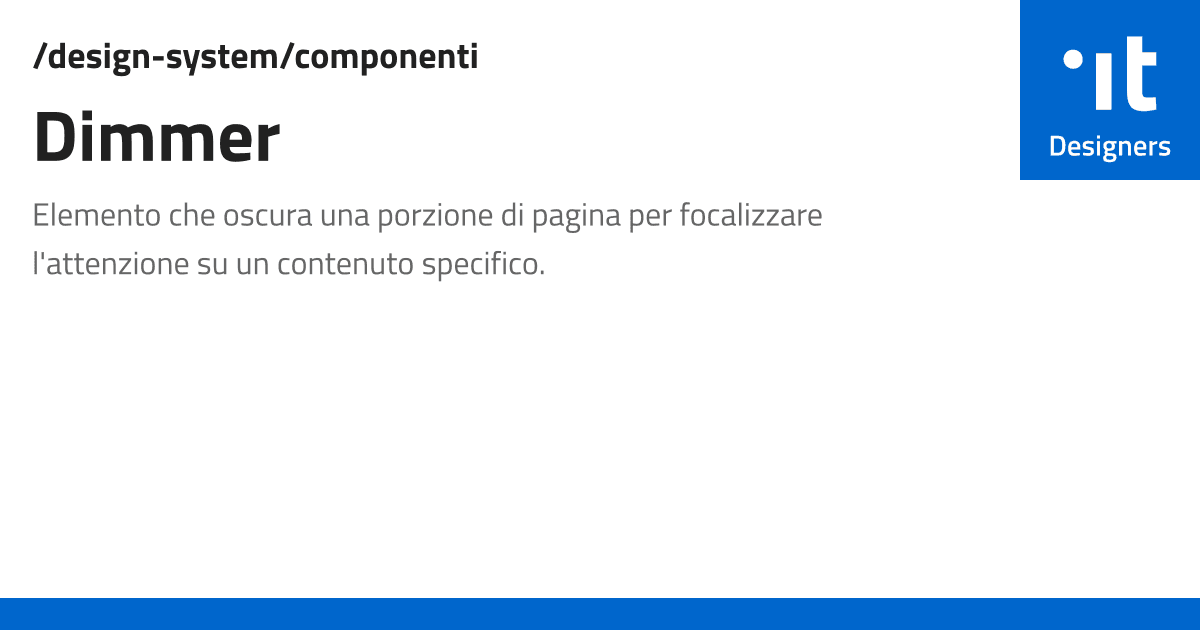 /design-system/componenti
Dimmer
Elemento che oscura una porzione di pagina per focalizzare
l'attenzione su un contenuto specifico.
it
Designers